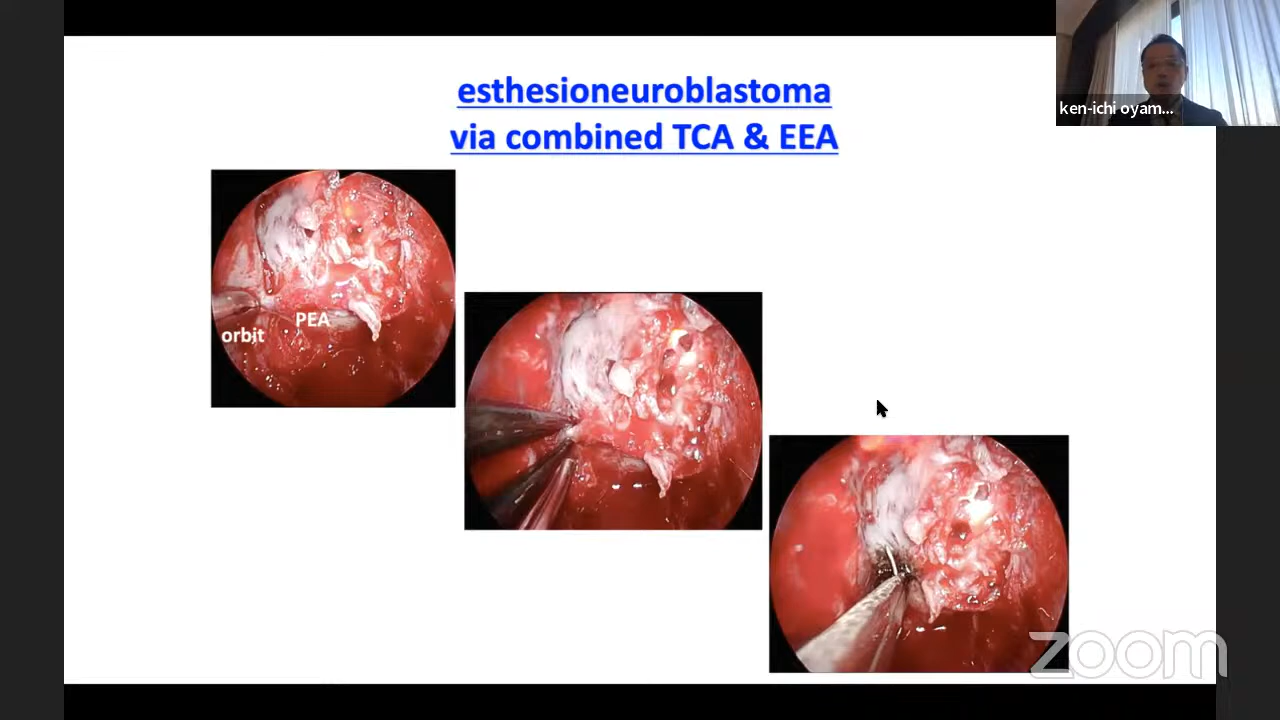 esthesioneuroblastoma
via combined TCA & EEA
ken-ichi oyam...
PEA
orbit
zoom